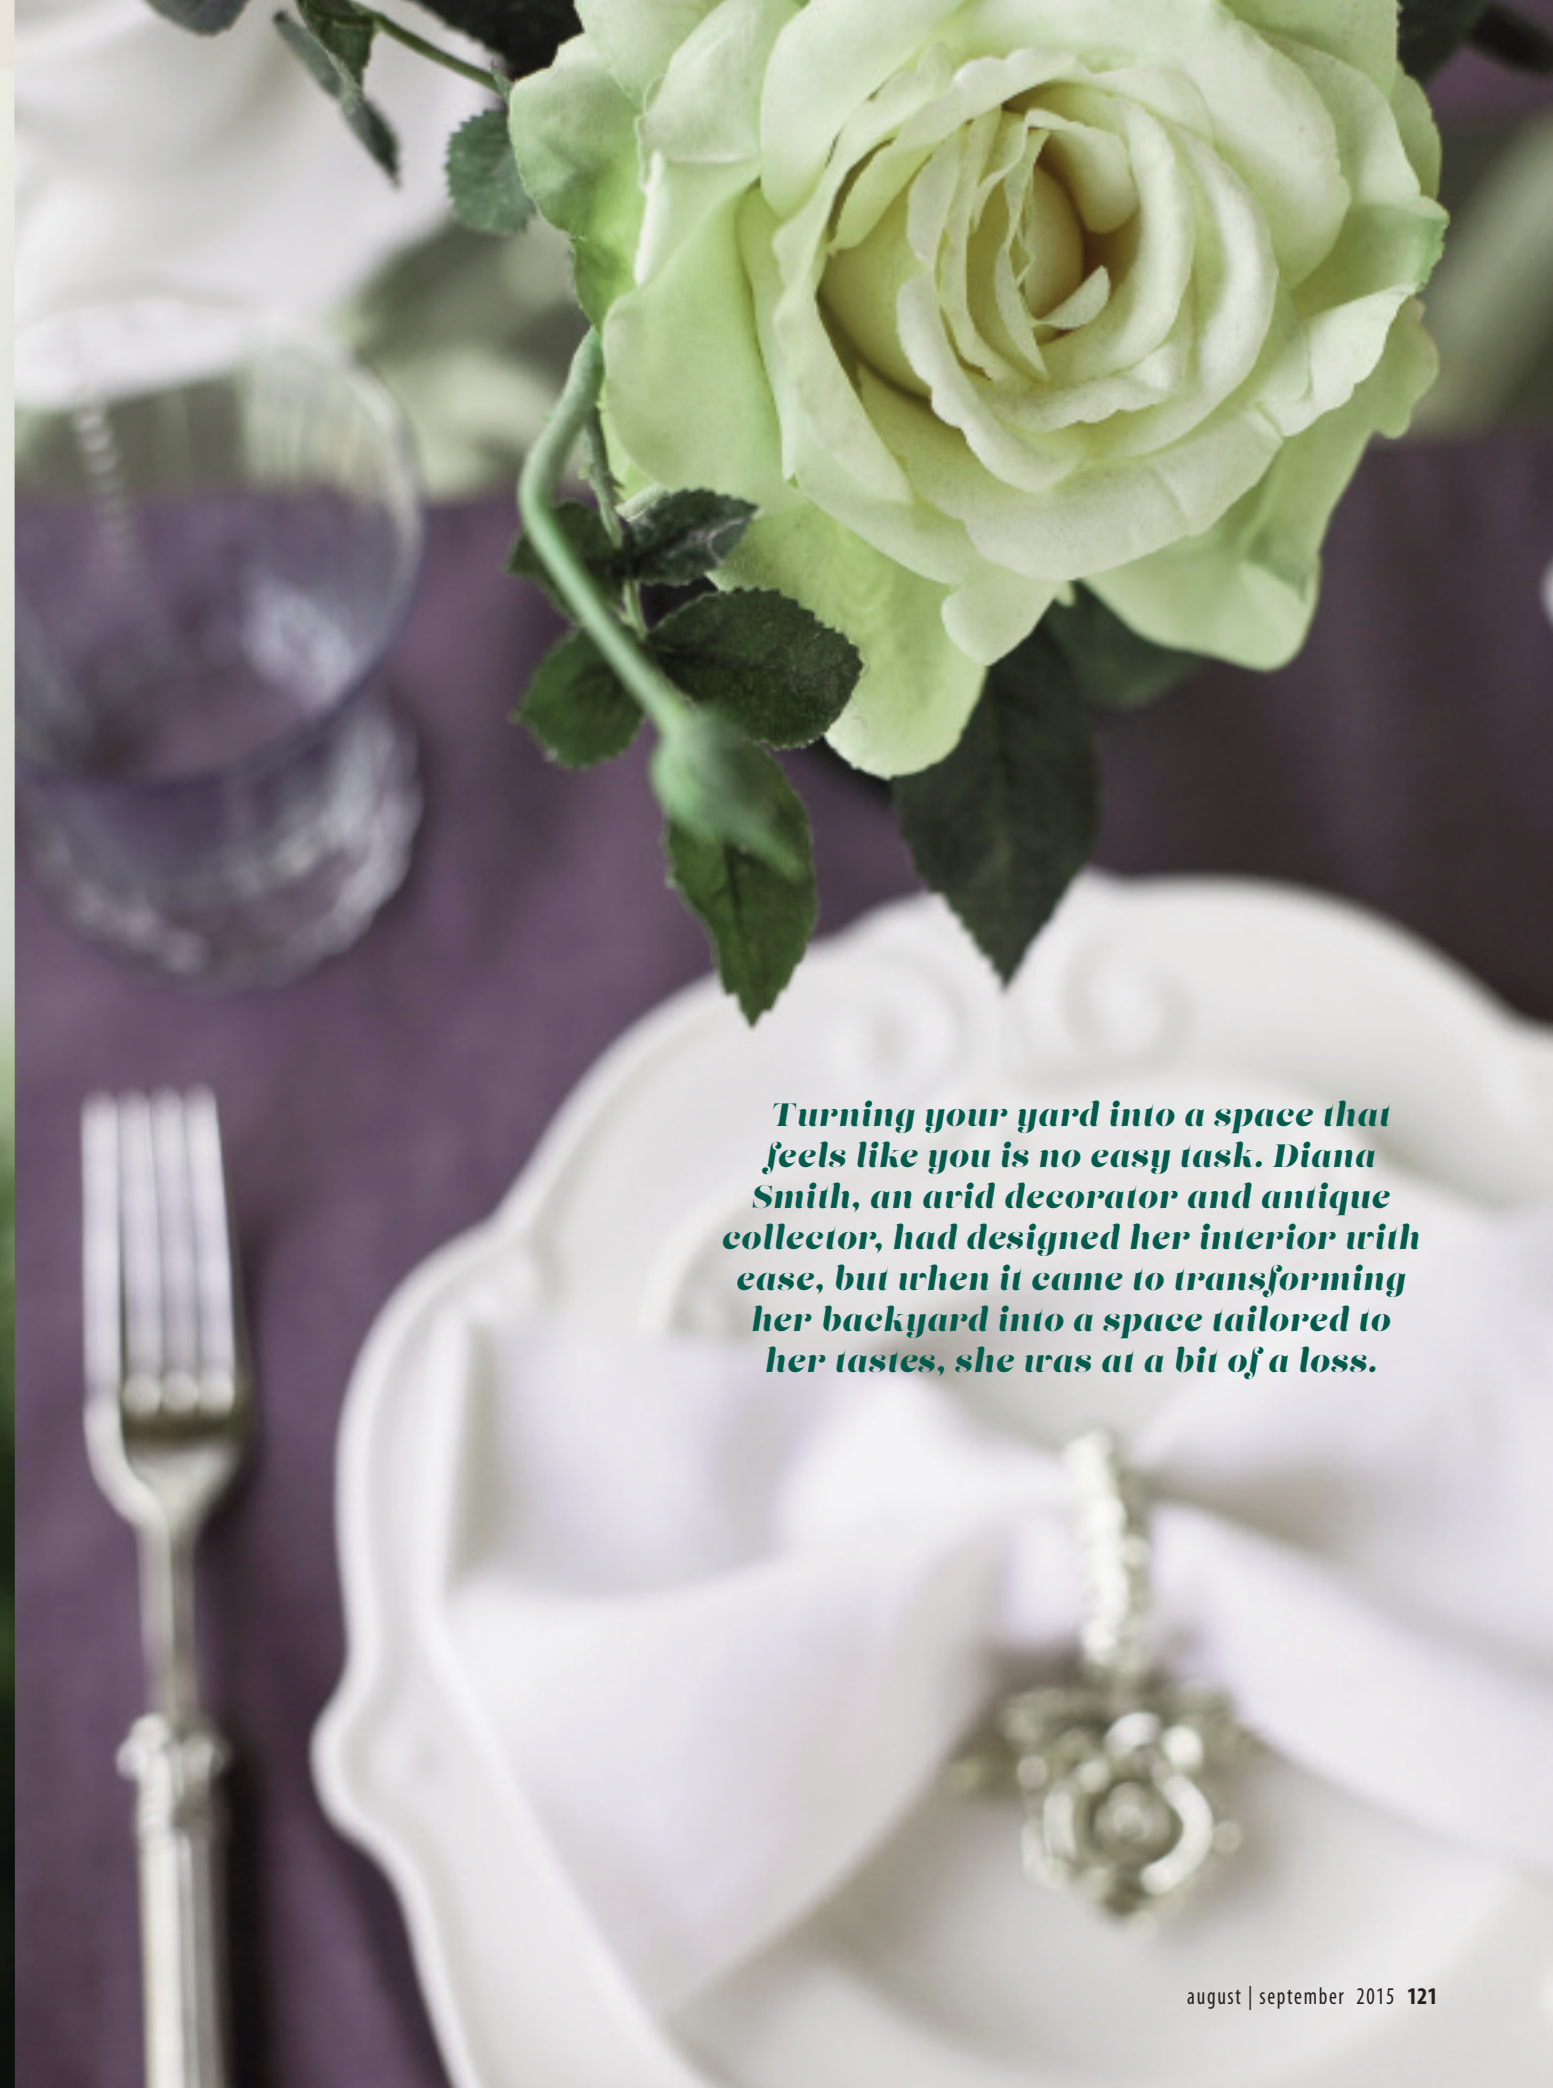 Turning your yard into a space that
feels like you is no easy task. Diana
Smith, an avid decorator and antique
collector, had designed her interior with
ease, but when it came to transforming
her backyard into a space tailored to
her tastes, she was at a bit of a loss.
august | september 2015 121